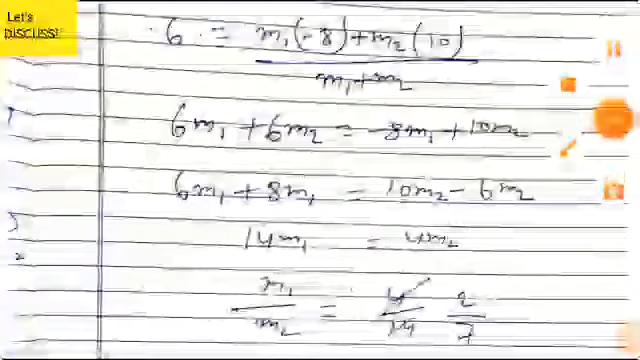 Let's
DISCUSS!
6 = m₁(-8)+m₂(10)
m₁+m₂
6m₁ + 6m₂ = -8m₁ + 10m₂
6m₁ + 8m₁ = 10m₂ - 6m₂
14m₁ = 4m₂
m₁/m₂ = 4/14 2/7